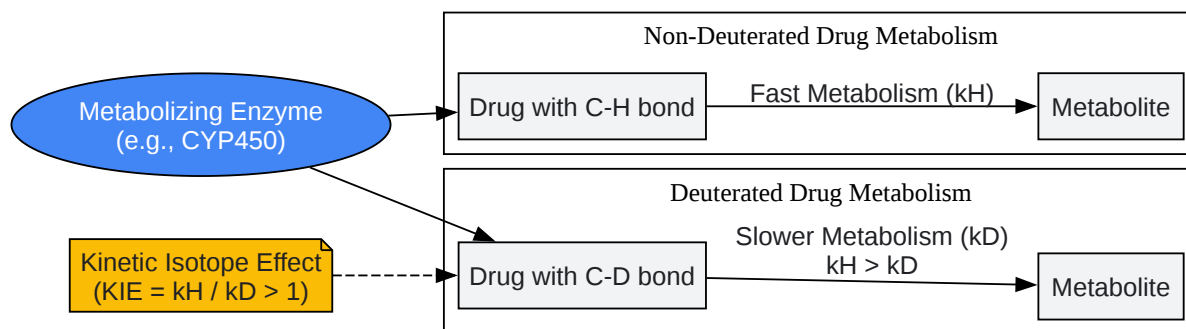 Non-Deuterated Drug Metabolism
Metabolizing Enzyme
(e.g., CYP450)
Drug with C-H bond
Fast Metabolism (kH)
Metabolite
Deuterated Drug Metabolism
Kinetic Isotope Effect
(KIE = kH / kD > 1)
Drug with C-D bond
Slower Metabolism (kD)
kH > kD
Metabolite